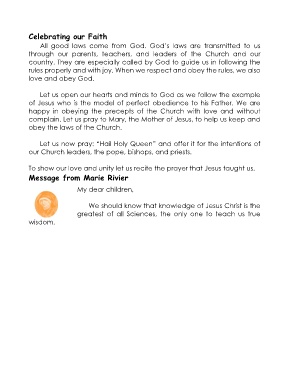 Celebrating our Faith
All good laws come from God. God's laws are transmitted to us
through our parents, teachers, and leaders of the Church and our
country. They are especially called by God to guide us in following the
rules properly and with joy. When we respect and obey the rules, we also
love and obey God.
Let us open our hearts and minds to God as we follow the example
of Jesus who is the model of perfect obedience to his Father. We are
happy in obeying the precepts of the Church with love and without
complain. Let us pray to Mary, the Mother of Jesus, to help us keep and
obey the laws of the Church.
Let us now pray: "Hail Holy Queen" and offer it for the intentions of
our Church leaders, the pope, bishops, and priests.
To show our love and unity let us recite the prayer that Jesus taught us.
Message from Marie Rivier
My dear children,
We should know that knowledge of Jesus Christ is the
greatest of all Sciences, the only one to teach us true
wisdom.